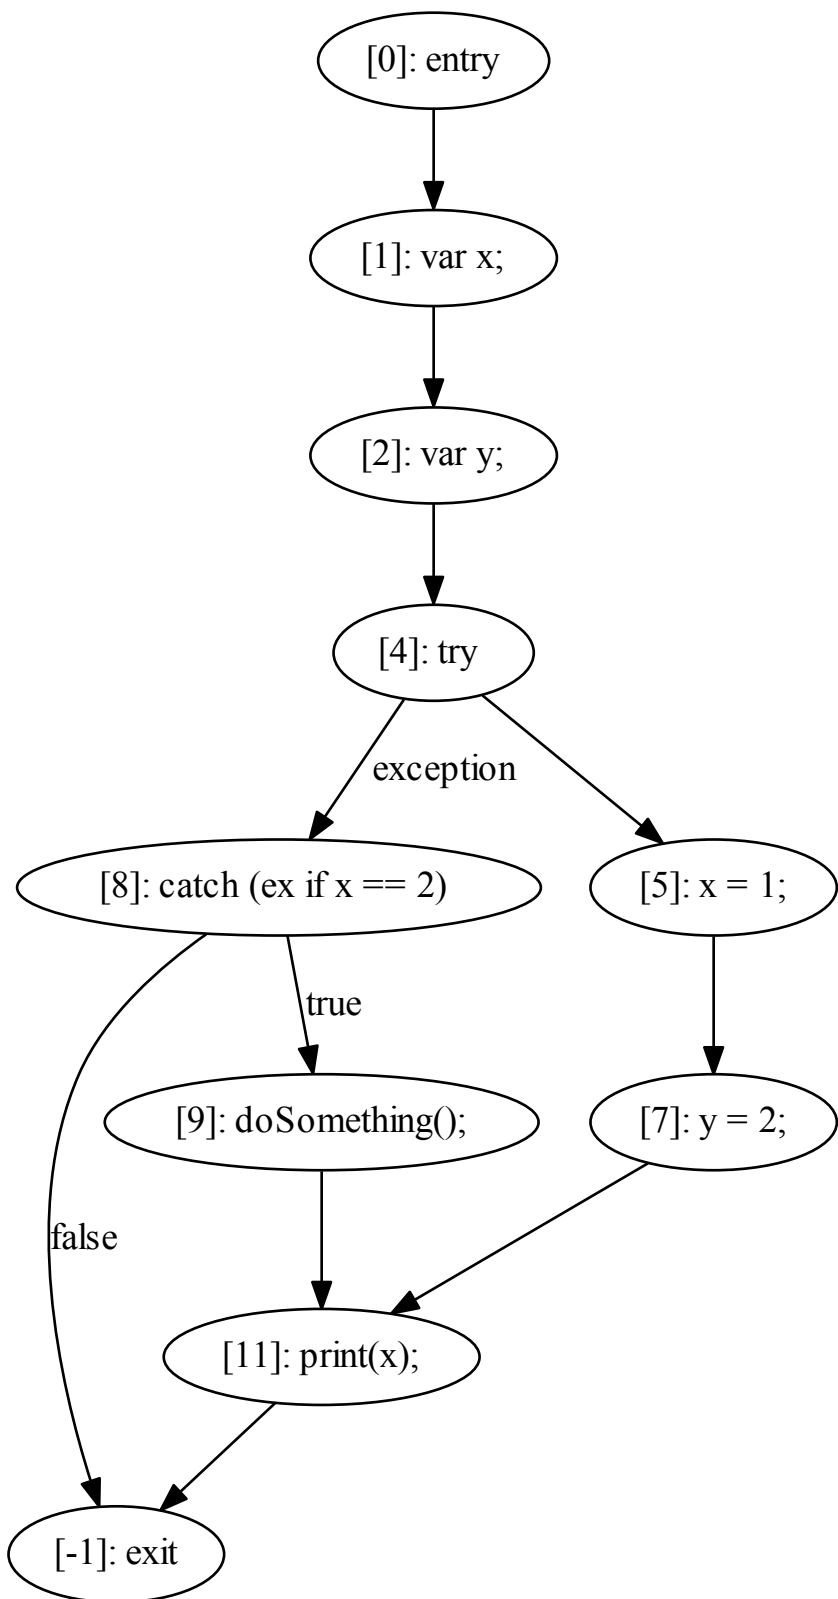 [0]: entry
[1]: var x;
[2]: var y;
[4]: try
exception
[8]: catch (ex if x == 2)
[5]: x = 1;
true
[9]: doSomething();
[7]: y = 2;
false
[11]: print(x);
[-1]: exit